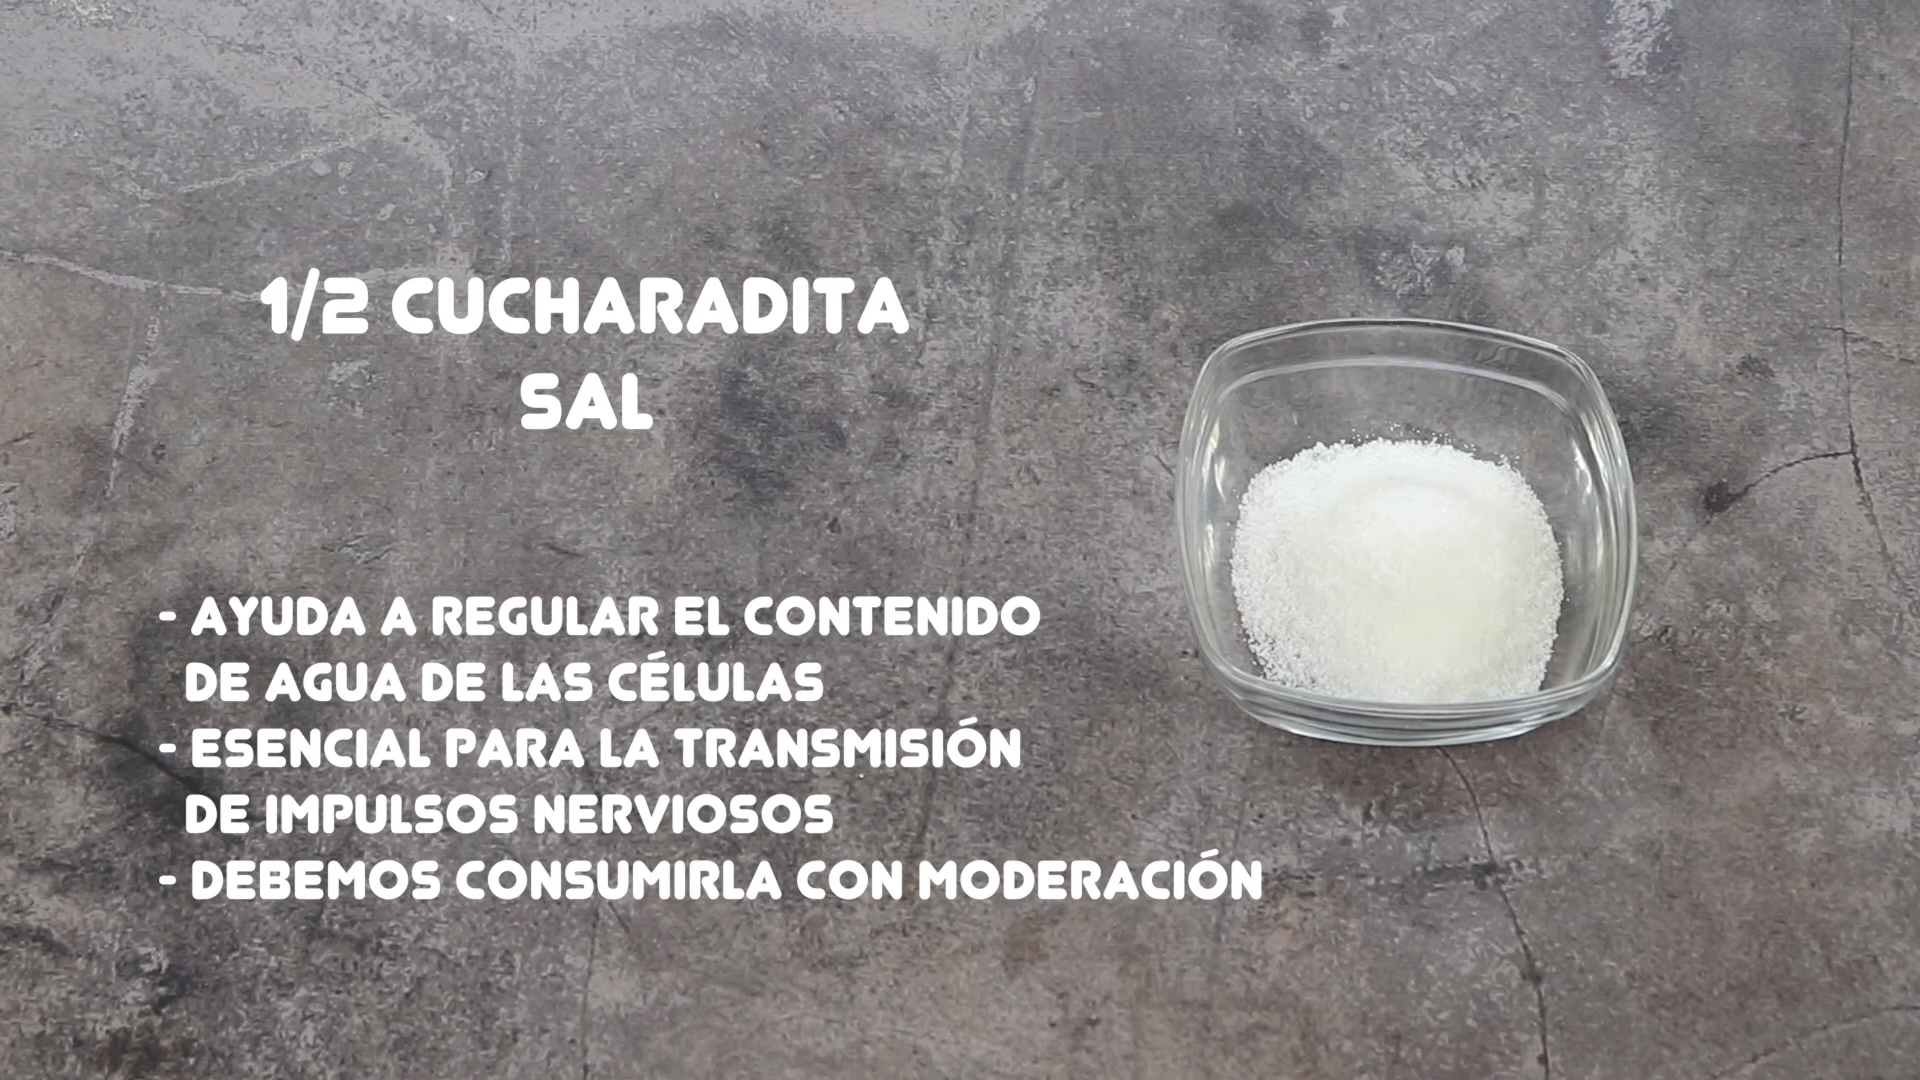 1/2 CUCHARADITA
SAL
- AYUDA A REGULAR EL CONTENIDO
DE AGUA DE LAS CÉLULAS
- ESENCIAL PARA LA TRANSMISIÓN
DE IMPULSOS NERVIOSOS
- DEBEMOS CONSUMIRLA CON MODERACIÓN